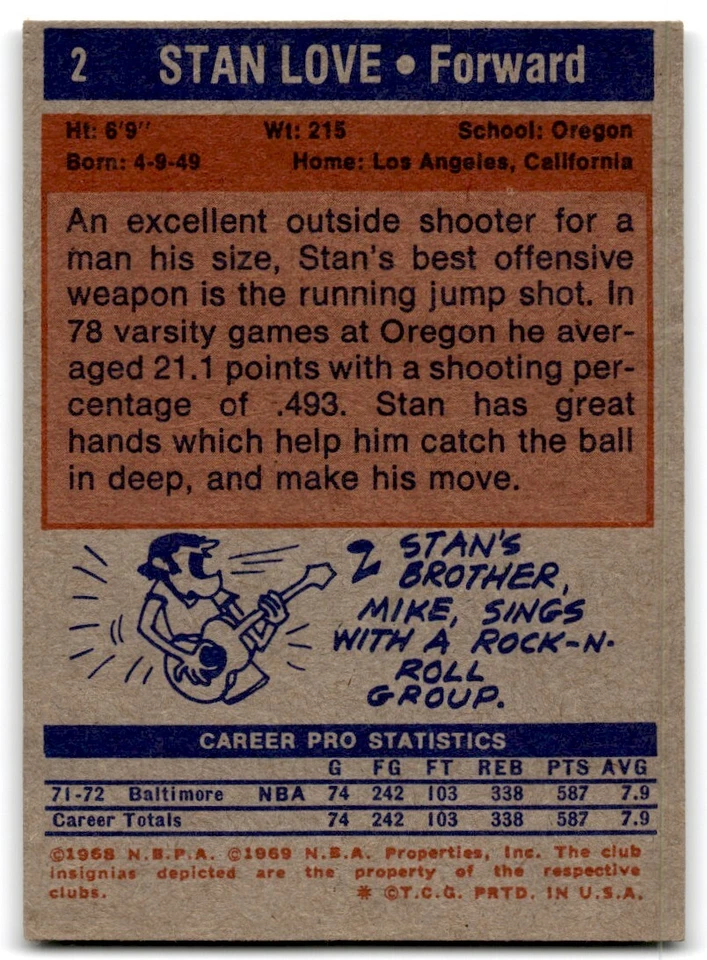 2 STAN LOVE • Forward
Ht: 6'9" Wt: 215 School: Oregon
Born: 4-9-49 Home: Los Angeles, California
An excellent outside shooter for a
man his size, Stan's best offensive
weapon is the running jump shot. In
78 varsity games at Oregon he aver-
aged 21.1 points with a shooting per-
centage of .493. Stan has great
hands which help him catch the ball
in deep, and make his move.
STAN'S
BROTHER,
MIKE, SINGS
WITH A ROCK-N-
ROLL
GROUP.
CAREER PRO STATISTICS
G FG FT REB PTS AVG
71-72 Baltimore NBA 74 242 103 338 587 7.9
Career Totals 74 242 103 338 587 7.9
©1968 N.B.P.A. ©1969 N.B.A. Properties, Inc. The club
insignias depicted are the property of the respective
clubs. * ©T.C.G. PRTD. IN U.S.A.